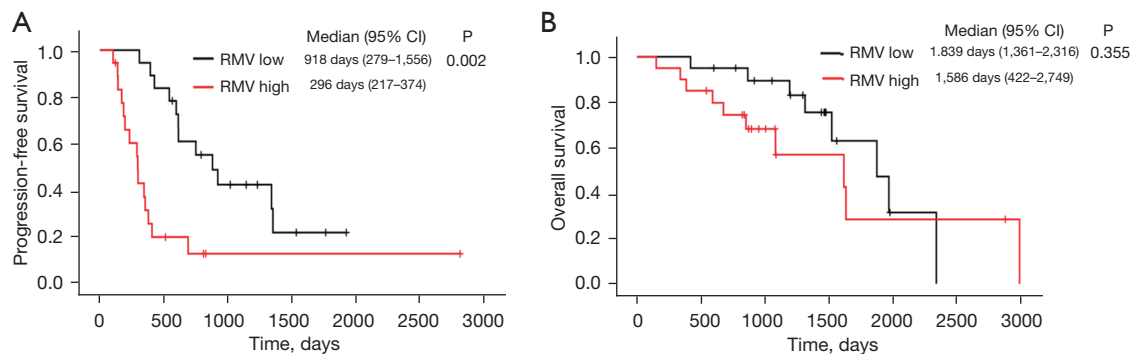 A
Median (95% CI) P
RMV low 918 days (279–1,556) 0.002
RMV high 296 days (217–374)
Progression-free survival
1.0
0.8
0.6
0.4
0.2
0.0
0 500 1000 1500 2000 2500 3000
Time, days
B
Median (95% CI) P
RMV low 1.839 days (1,361–2,316) 0.355
RMV high 1,586 days (422–2,749)
Overall survival
1.0
0.8
0.6
0.4
0.2
0.0
0 500 1000 1500 2000 2500 3000
Time, days